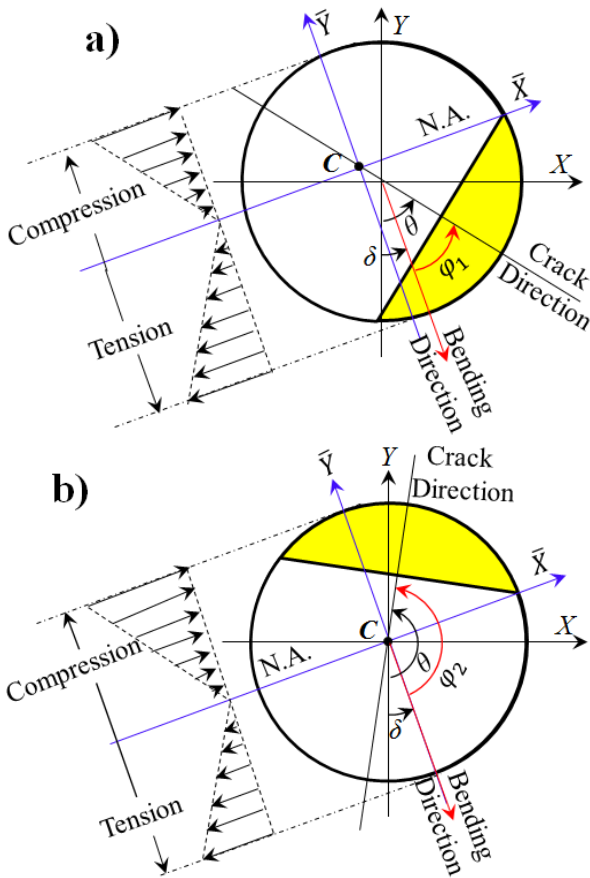 a)
Ȳ
Y
X̄
N.A.
C
X
Compression
θ
δ
φ₁
Crack
Direction
Tension
Bending
Direction
b)
Ȳ
Y
Crack
Direction
X̄
C
X
N.A.
Compression
θ
φ₂
δ
Tension
Bending
Direction